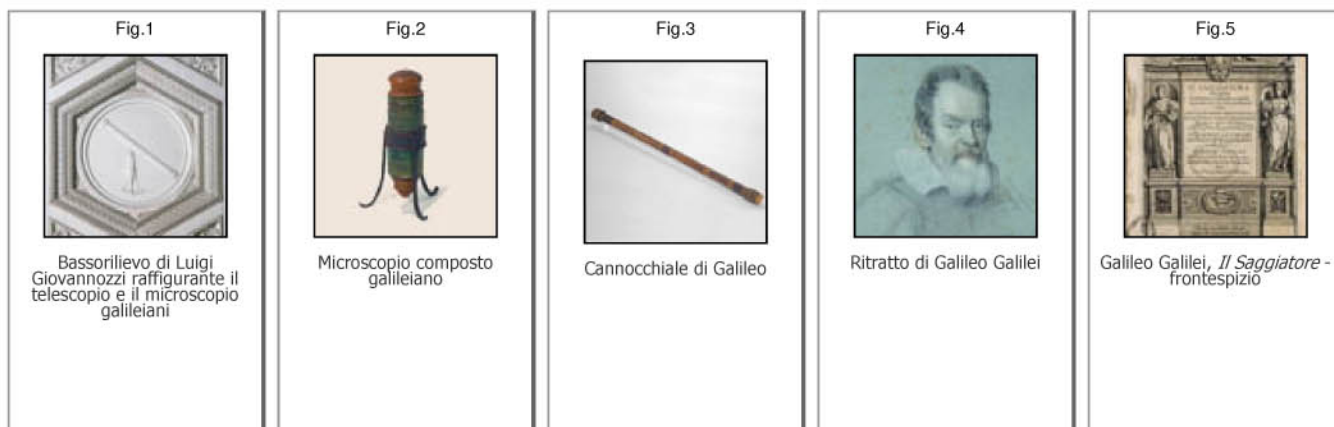 Fig.1
Bassorilievo di Luigi
Giovannozzi raffigurante il
telescopio e il microscopio
galileiani
Fig.2
Microscopio composto
galileiano
Fig.3
Cannocchiale di Galileo
Fig.4
Ritratto di Galileo Galilei
Fig.5
Galileo Galilei, Il Saggiatore -
frontespizio